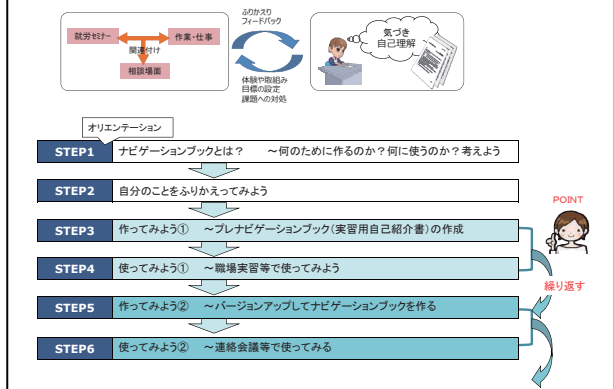 就労セミナー
作業・仕事
関連付け
相談場面
ふりかえり
フィードバック
体験や取組み
目標の設定
課題への対処
気づき
自己理解
オリエンテーション
STEP1 ナビゲーションブックとは？ ～何のために作るのか？何に使うのか？考えよう
STEP2 自分のことをふりかえってみよう
POINT
STEP3 作ってみよう① ～プレナビゲーションブック（実習用自己紹介書）の作成
STEP4 使ってみよう① ～職場実習等で使ってみよう
繰り返す
STEP5 作ってみよう② ～バージョンアップしてナビゲーションブックを作る
STEP6 使ってみよう② ～連絡会議等で使ってみる